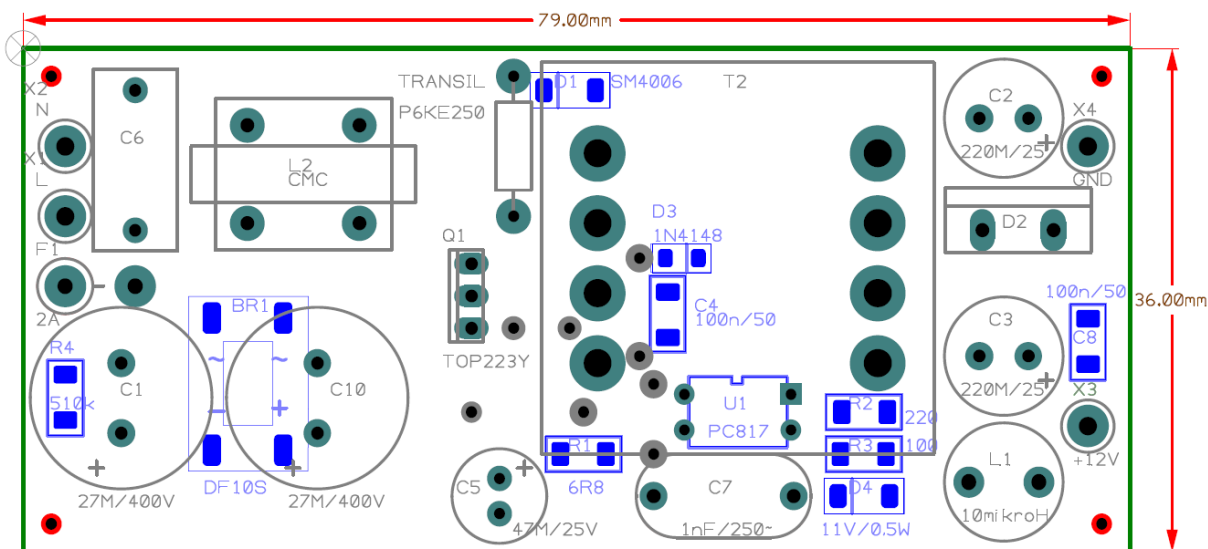 79.00mm
TRANSIL
D1
SM4006
T2
X2
N
P6KE250
C2
X4
C6
X1
L
L2
CMC
220M/25
+
GND
D3
1N4148
D2
F1
Q1
2A
BR1
C4
100n/50
100n/50
36.00mm
C3
C8
R4
~
~
TOP223Y
C1
C10
220M/25
+
X3
510k
-
+
U1
PC817
R2
220
R3
100
+
+
27M/400V
DF10S
27M/400V
C5
+
R1
6R8
C7
D4
L1
+12V
47M/25V
1nF/250~
11V/0.5W
10mikroH